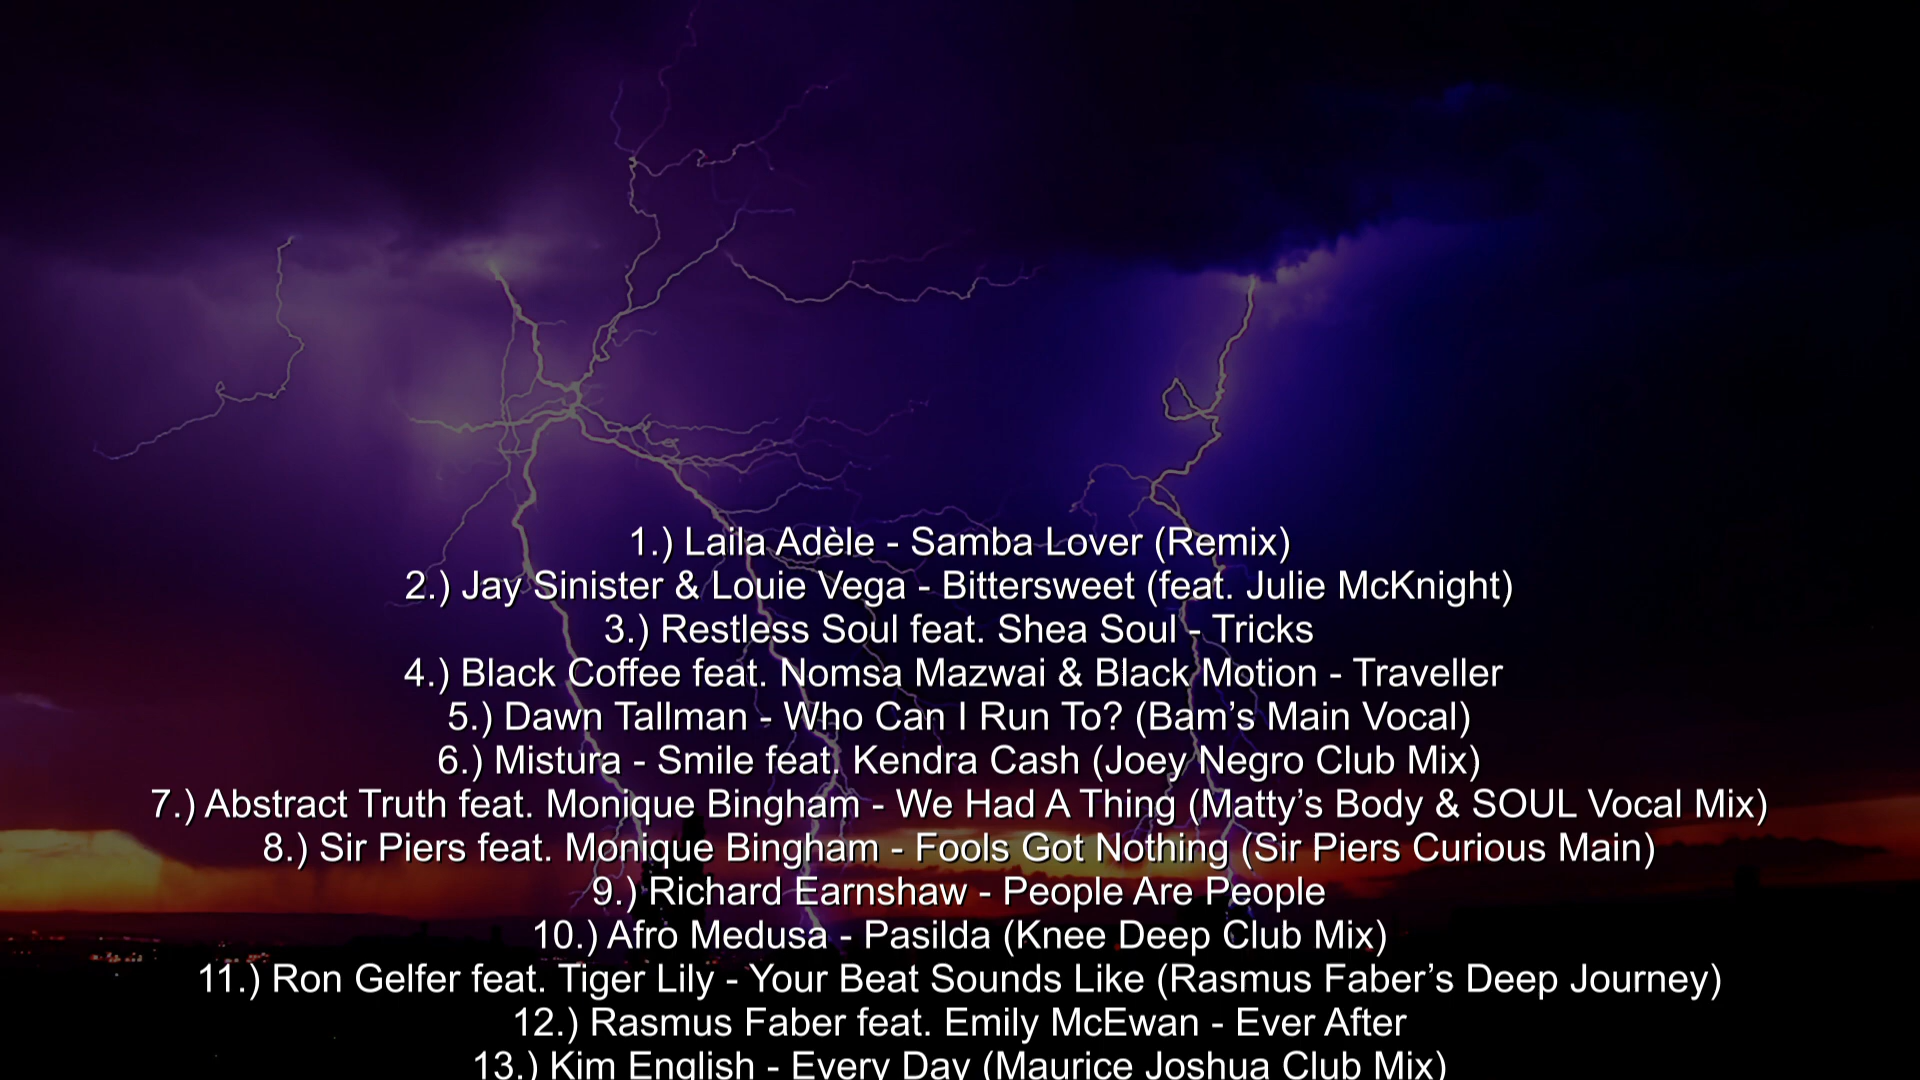 1.) Laila Adèle - Samba Lover (Remix)
2.) Jay Sinister & Louie Vega - Bittersweet (feat. Julie McKnight)
3.) Restless Soul feat. Shea Soul - Tricks
4.) Black Coffee feat. Nomsa Mazwai & Black Motion - Traveller
5.) Dawn Tallman - Who Can I Run To? (Bam’s Main Vocal)
6.) Mistura - Smile feat. Kendra Cash (Joey Negro Club Mix)
7.) Abstract Truth feat. Monique Bingham - We Had A Thing (Matty’s Body & SOUL Vocal Mix)
8.) Sir Piers feat. Monique Bingham - Fools Got Nothing (Sir Piers Curious Main)
9.) Richard Earnshaw - People Are People
10.) Afro Medusa - Pasilda (Knee Deep Club Mix)
11.) Ron Gelfer feat. Tiger Lily - Your Beat Sounds Like (Rasmus Faber’s Deep Journey)
12.) Rasmus Faber feat. Emily McEwan - Ever After
13.) Kim English - Every Day (Maurice Joshua Club Mix)